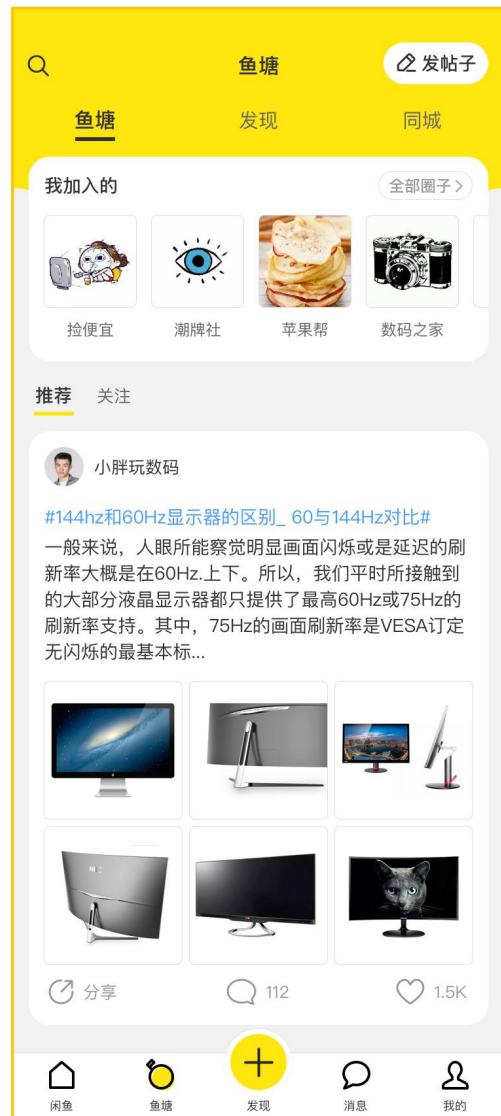 鱼塘
发帖子
鱼塘 发现 同城
我加入的
全部圈子
捡便宜 潮牌社 苹果帮 数码之家
推荐 关注
小胖玩数码
#144hz和60Hz显示器的区别_ 60与144Hz对比#
一般来说，人眼所能察觉明显画面闪烁或是延迟的刷
新率大概是在60Hz.上下。所以，我们平时所接触到
的大部分液晶显示器都只提供了最高60Hz或75Hz的
刷新率支持。其中，75Hz的画面刷新率是VESA订定
无闪烁的最基本标...
分享 112 1.5K
闲鱼 鱼塘 发现 消息 我的